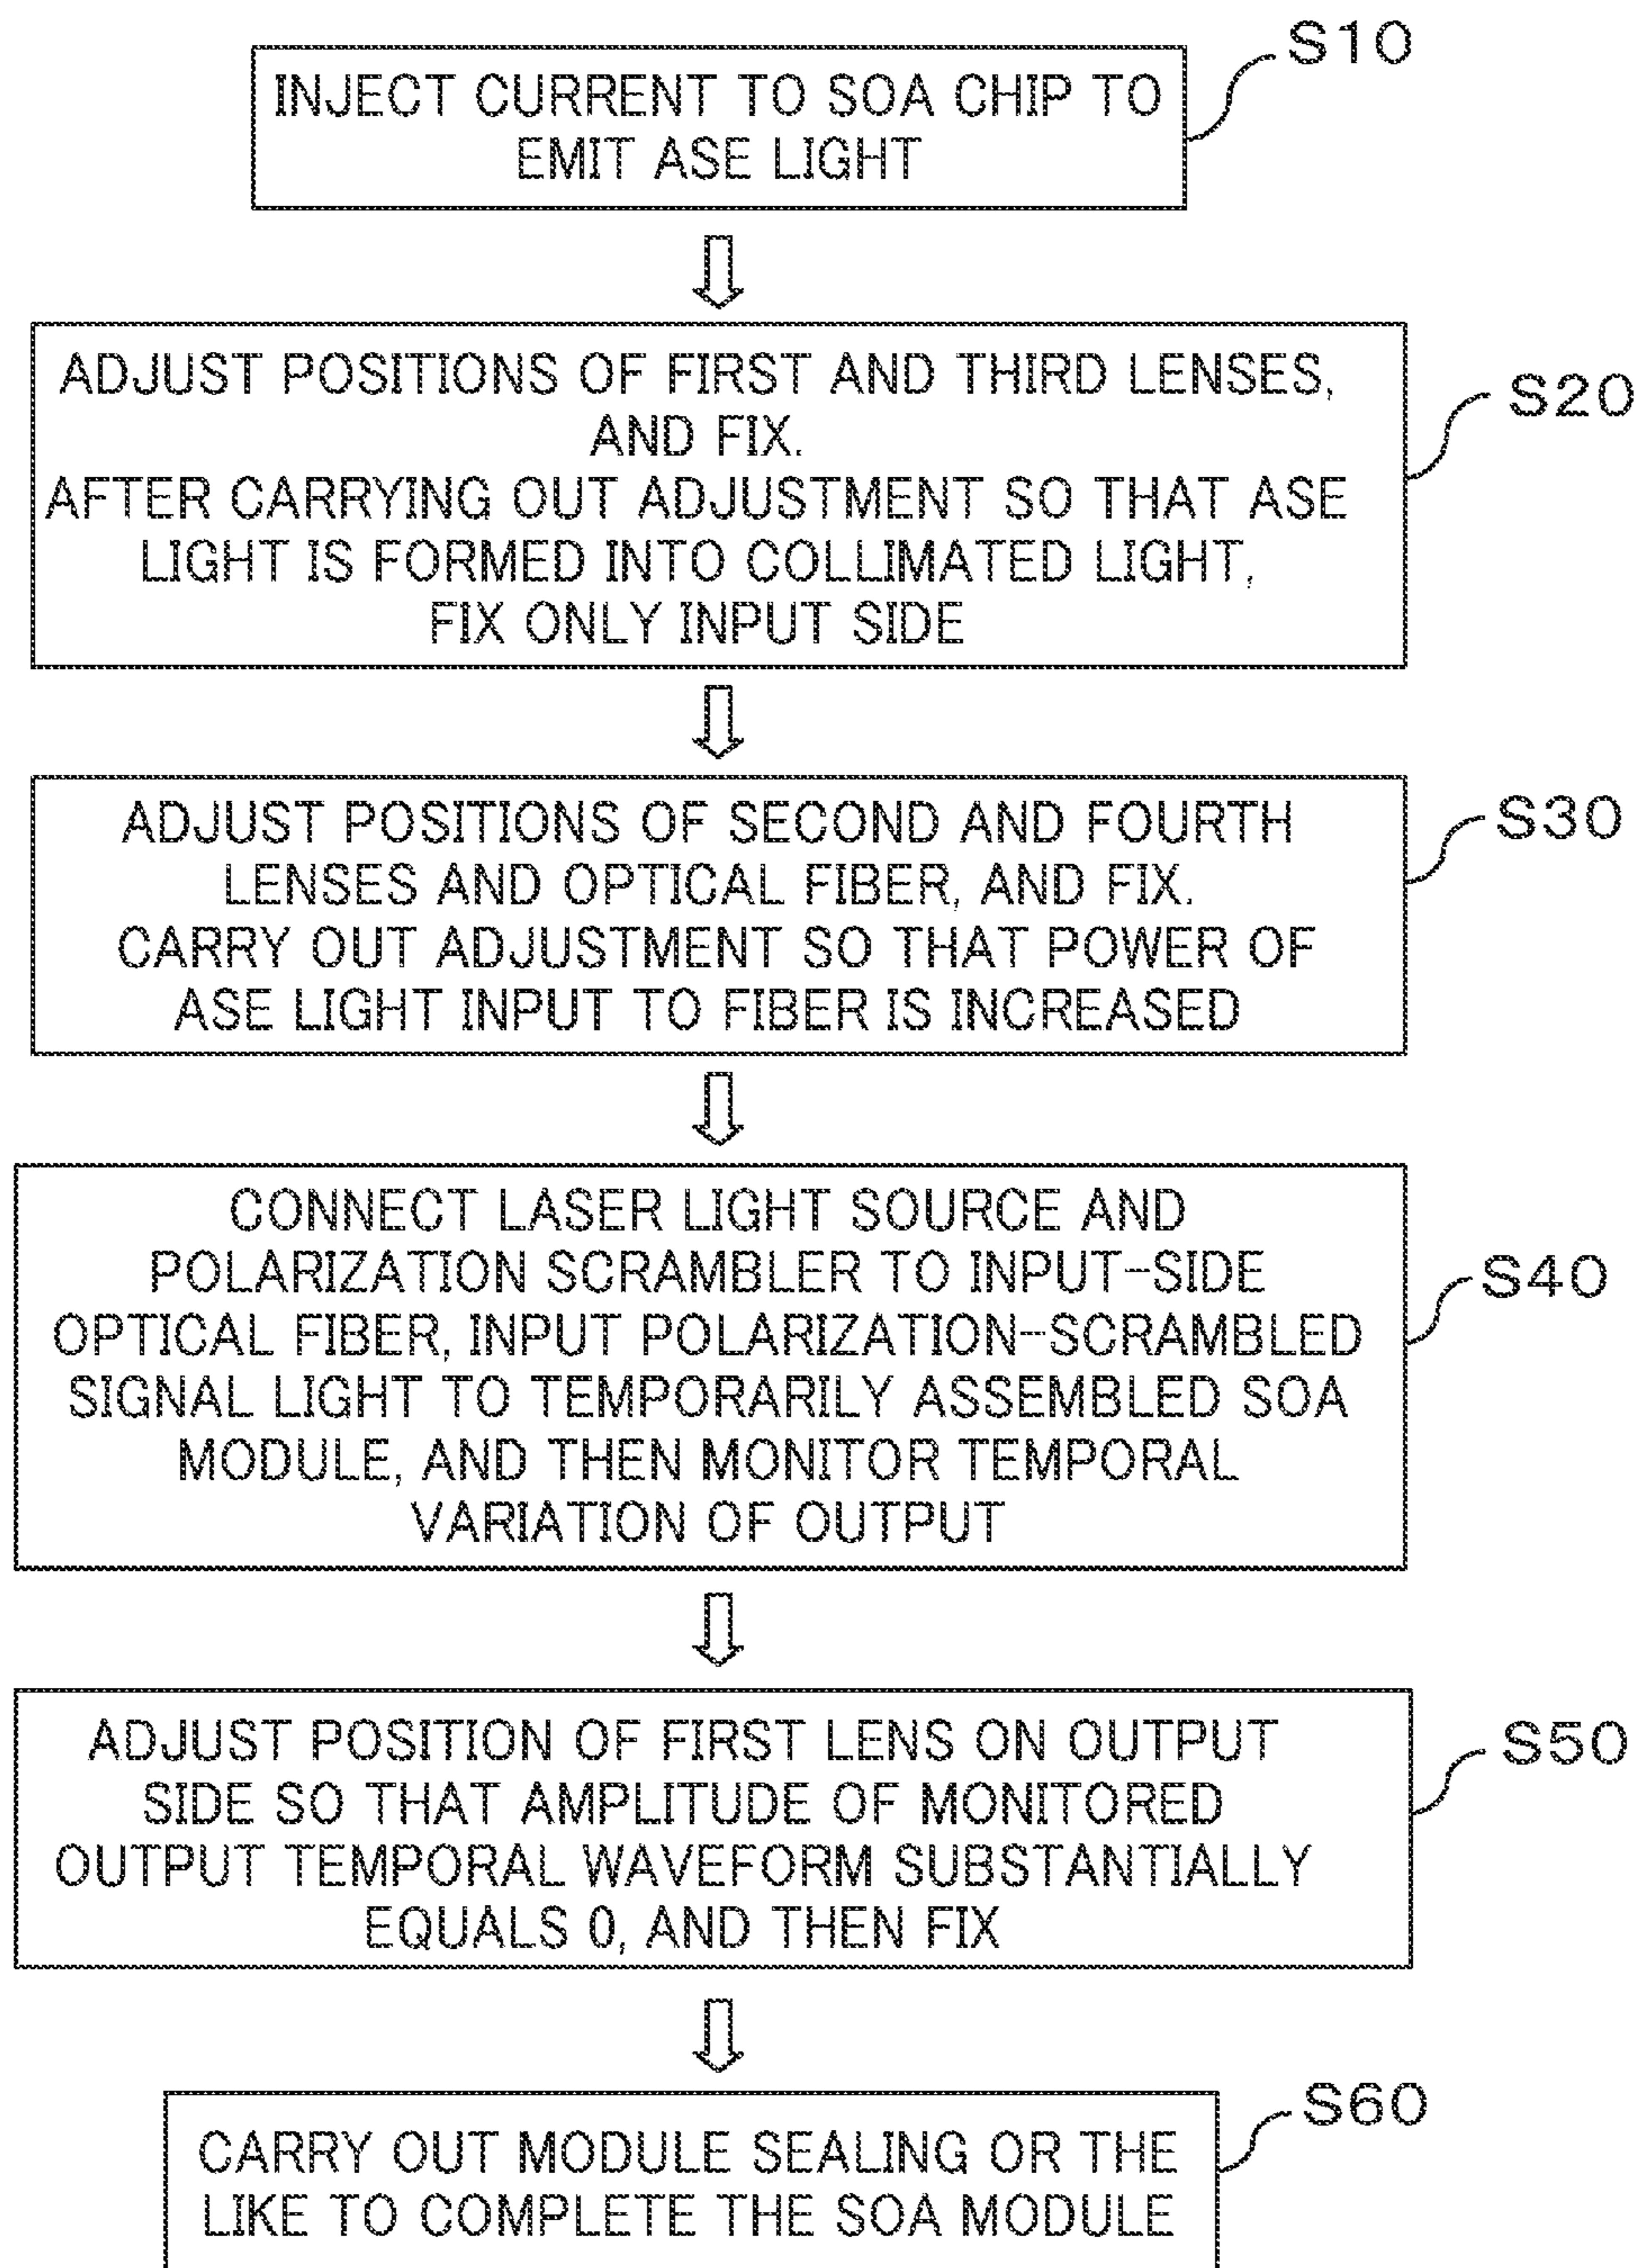 S10
INJECT CURRENT TO SOA CHIP TO
EMIT ASE LIGHT
ADJUST POSITIONS OF FIRST AND THIRD LENSES,
AND FIX.
AFTER CARRYING OUT ADJUSTMENT SO THAT ASE
LIGHT IS FORMED INTO COLLIMATED LIGHT,
FIX ONLY INPUT SIDE
S20
ADJUST POSITIONS OF SECOND AND FOURTH
LENSES AND OPTICAL FIBER, AND FIX.
CARRY OUT ADJUSTMENT SO THAT POWER OF
ASE LIGHT INPUT TO FIBER IS INCREASED
S30
CONNECT LASER LIGHT SOURCE AND
POLARIZATION SCRAMBLER TO INPUT-SIDE
OPTICAL FIBER, INPUT POLARIZATION-SCRAMBLED
SIGNAL LIGHT TO TEMPORARILY ASSEMBLED SOA
MODULE, AND THEN MONITOR TEMPORAL
VARIATION OF OUTPUT
S40
ADJUST POSITION OF FIRST LENS ON OUTPUT
SIDE SO THAT AMPLITUDE OF MONITORED
OUTPUT TEMPORAL WAVEFORM SUBSTANTIALLY
EQUALS 0, AND THEN FIX
S50
CARRY OUT MODULE SEALING OR THE
LIKE TO COMPLETE THE SOA MODULE
S60